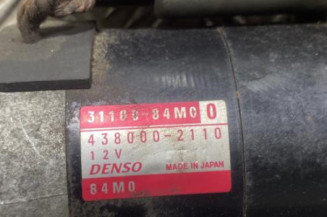 31100-84M0 0
438000-2110
12V
DENSO MADE IN JAPAN
84M0